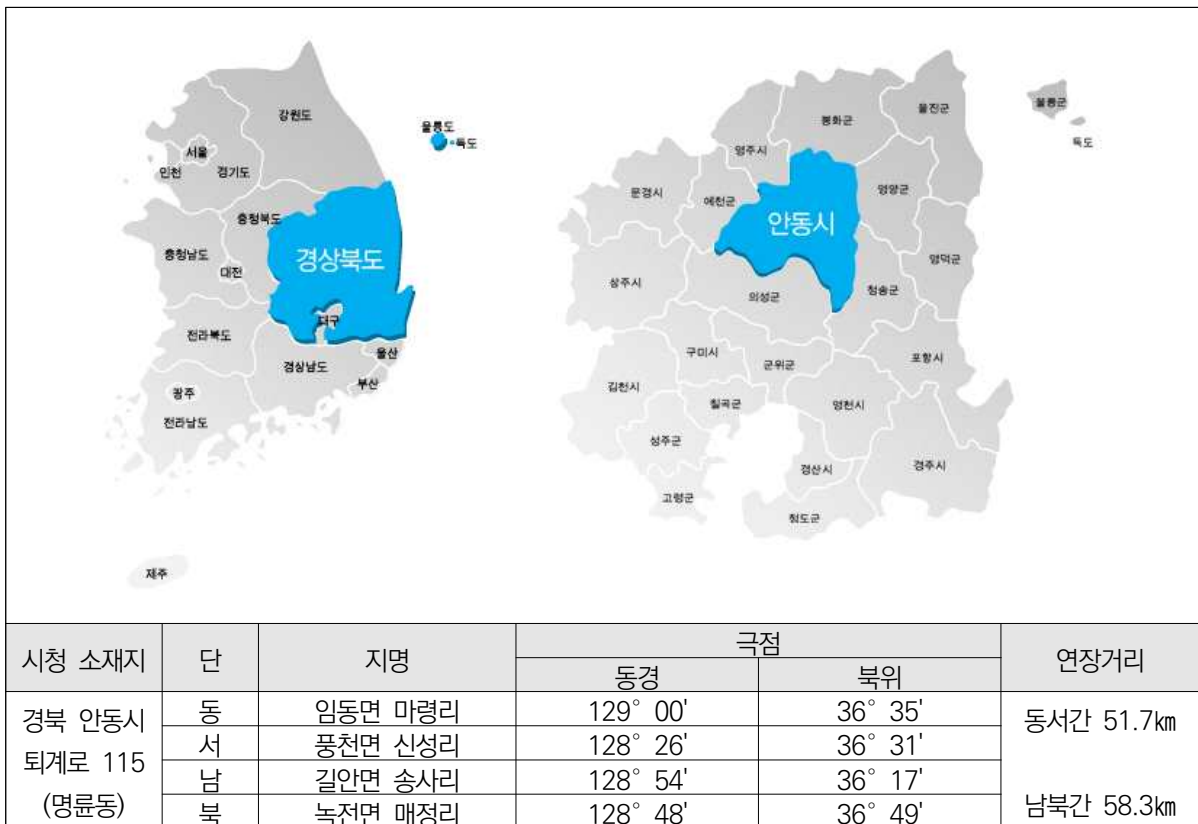 강원도
울릉도
독도
서울
인천
경기도
충청북도
충청남도
대전
경상북도
대구
전라북도
울산
경상남도
부산
광주
전라남도
제주
울진군
울릉군
독도
봉화군
영주시
영양군
문경시
예천군
안동시
영덕군
상주시
의성군
청송군
구미시
군위군
포항시
김천시
칠곡군
영천시
성주군
경산시
경주시
고령군
청도군
시청 소재지 단 지명 극점 연장거리
동경 북위
경북 안동시 퇴계로 115 (명륜동)
동 임동면 마령리 129° 00' 36° 35' 동서간 51.7㎞
서 풍천면 신성리 128° 26' 36° 31'
남 길안면 송사리 128° 54' 36° 17' 남북간 58.3㎞
북 녹전면 매정리 128° 48' 36° 49'